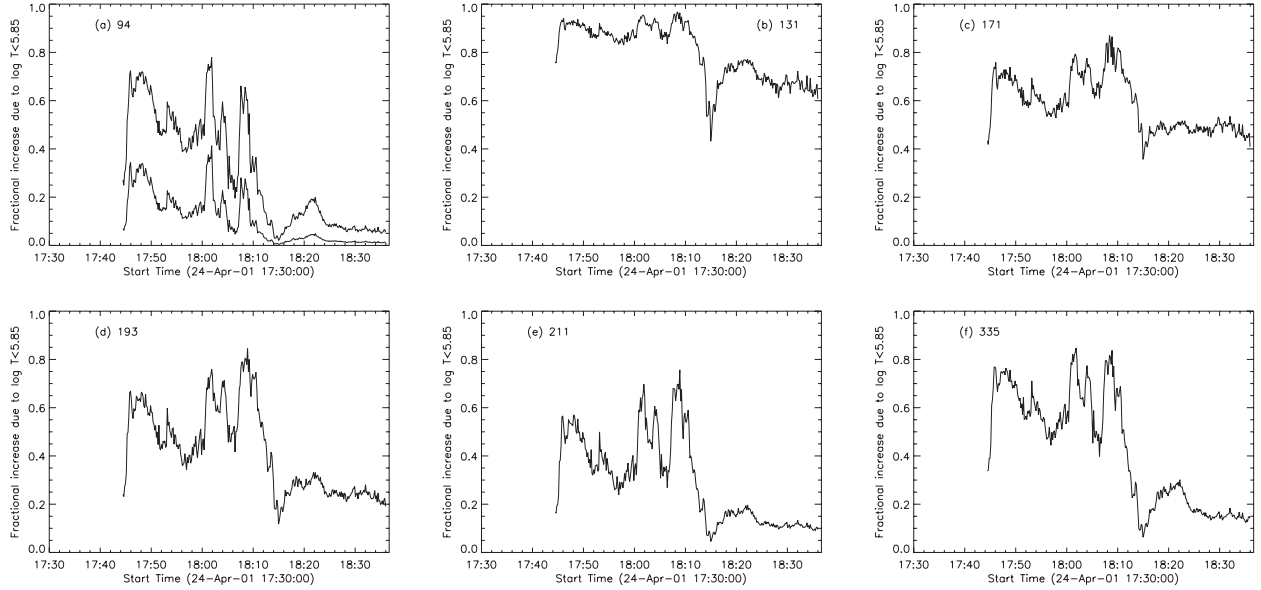 (a) 94
Fractional increase due to log T<5.85
1.0
0.8
0.6
0.4
0.2
0.0
17:30 17:40 17:50 18:00 18:10 18:20 18:30
Start Time (24-Apr-01 17:30:00)
(b) 131
Fractional increase due to log T<5.85
1.0
0.8
0.6
0.4
0.2
0.0
17:30 17:40 17:50 18:00 18:10 18:20 18:30
Start Time (24-Apr-01 17:30:00)
(c) 171
Fractional increase due to log T<5.85
1.0
0.8
0.6
0.4
0.2
0.0
17:30 17:40 17:50 18:00 18:10 18:20 18:30
Start Time (24-Apr-01 17:30:00)
(d) 193
Fractional increase due to log T<5.85
1.0
0.8
0.6
0.4
0.2
0.0
17:30 17:40 17:50 18:00 18:10 18:20 18:30
Start Time (24-Apr-01 17:30:00)
(e) 211
Fractional increase due to log T<5.85
1.0
0.8
0.6
0.4
0.2
0.0
17:30 17:40 17:50 18:00 18:10 18:20 18:30
Start Time (24-Apr-01 17:30:00)
(f) 335
Fractional increase due to log T<5.85
1.0
0.8
0.6
0.4
0.2
0.0
17:30 17:40 17:50 18:00 18:10 18:20 18:30
Start Time (24-Apr-01 17:30:00)